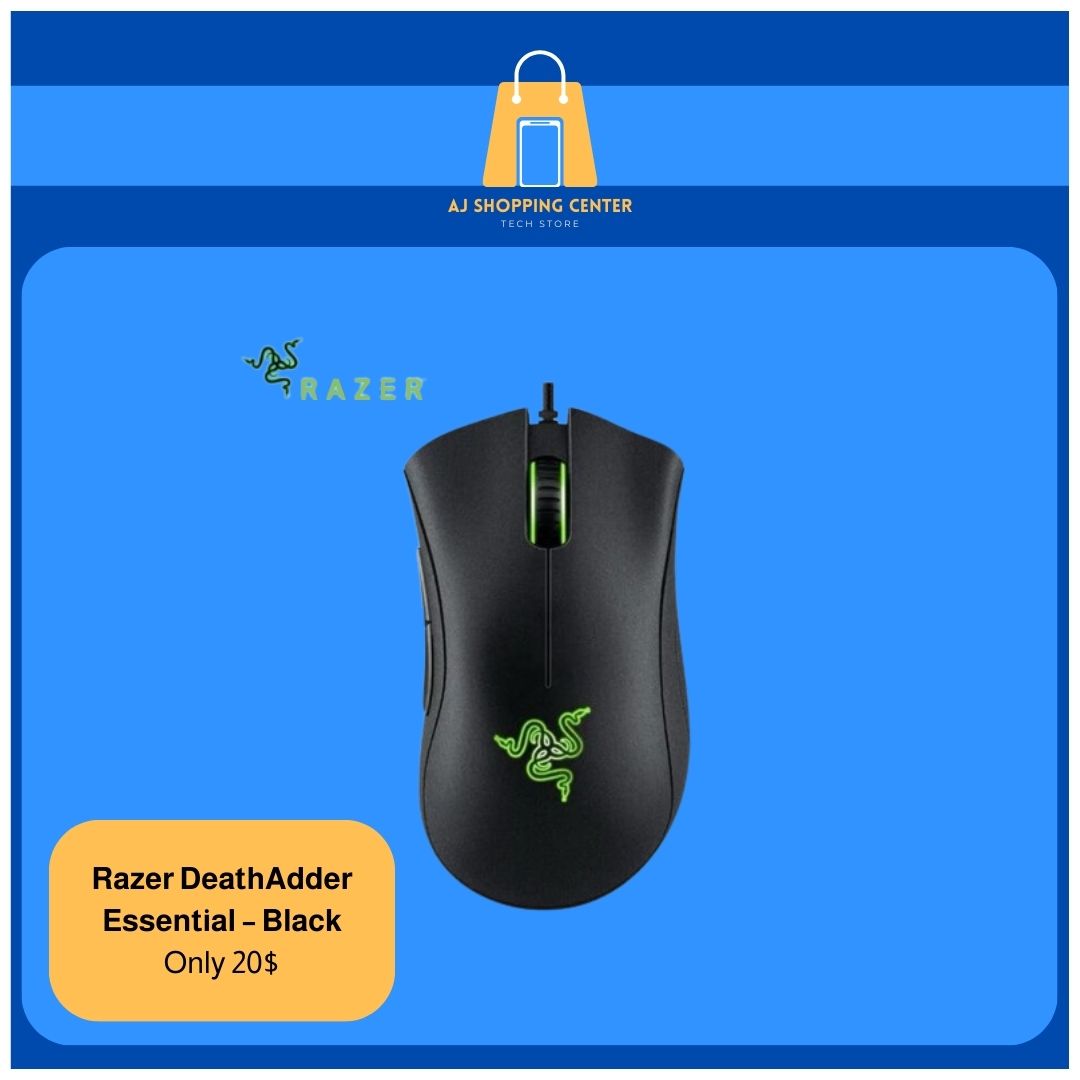 AJ SHOPPING CENTER
TECH STORE
RAZER
Razer DeathAdder
Essential – Black
Only 20$